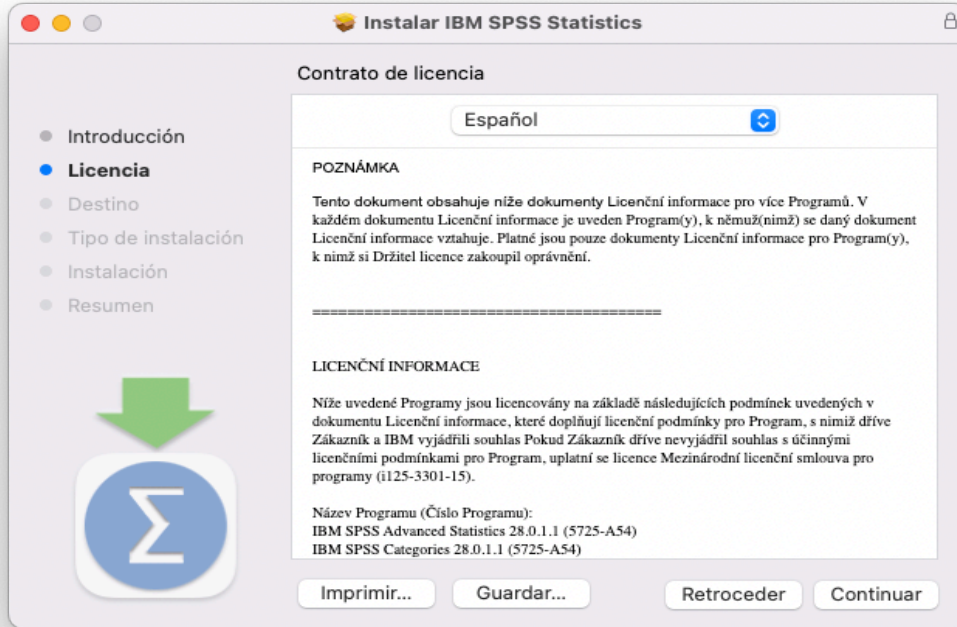 Instalar IBM SPSS Statistics
Contrato de licencia
Introducción
Licencia
Destino
Tipo de instalación
Instalación
Resumen
Español
POZNÁMKA
Tento dokument obsahuje níže dokumenty Licenční informace pro více Programů. V
každém dokumentu Licenční informace je uveden Program(y), k němuž(nimž) se daný dokument
Licenční informace vztahuje. Platné jsou pouze dokumenty Licenční informace pro Program(y),
k nimž si Držitel licence zakoupil oprávnění.
========================================
LICENČNÍ INFORMACE
Níže uvedené Programy jsou licencovány na základě následujících podmínek uvedených v
dokumentu Licenční informace, které doplňují licenční podmínky pro Program, s nimiž dříve
Zákazník a IBM vyjádřili souhlas Pokud Zákazník dříve nevyjádřil souhlas s účinnými
licenčními podmínkami pro Program, uplatní se licence Mezinárodní licenční smlouva pro
programy (i125-3301-15).
Název Programu (Číslo Programu):
IBM SPSS Advanced Statistics 28.0.1.1 (5725-A54)
IBM SPSS Categories 28.0.1.1 (5725-A54)
Σ
Imprimir... Guardar... Retroceder Continuar